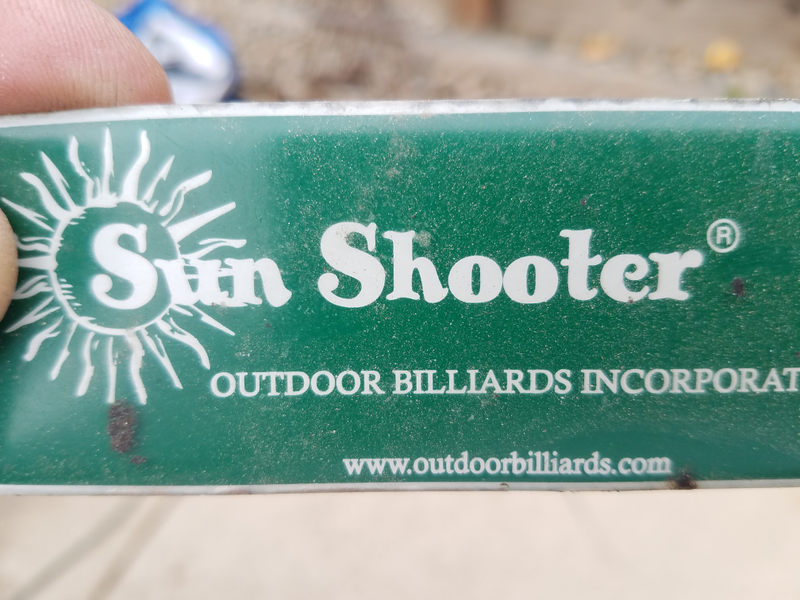 Sun Shooter®
OUTDOOR BILLIARDS INCORPORAT
www.outdoorbilliards.com